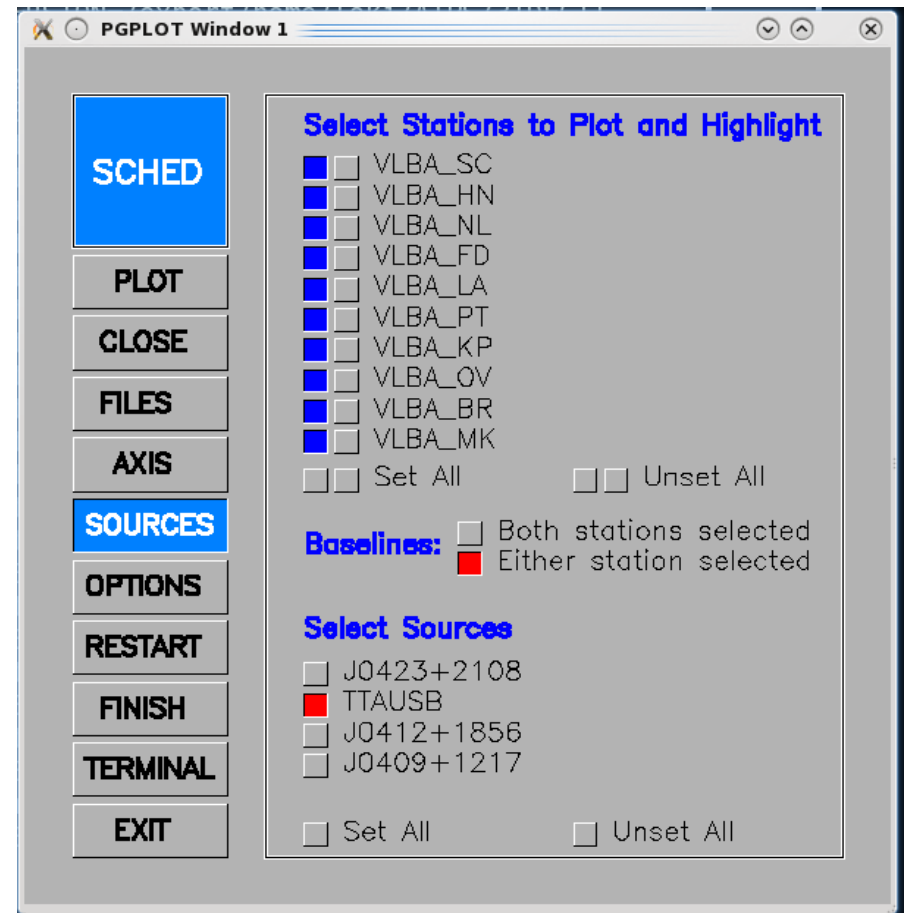 PGPLOT Window 1
SCHED
PLOT
CLOSE
FILES
AXIS
SOURCES
OPTIONS
RESTART
FINISH
TERMINAL
EXIT
Select Stations to Plot and Highlight
VLBA_SC
VLBA_HN
VLBA_NL
VLBA_FD
VLBA_LA
VLBA_PT
VLBA_KP
VLBA_OV
VLBA_BR
VLBA_MK
Set All Unset All
Baselines:
Both stations selected
Either station selected
Select Sources
J0423+2108
TTAUSB
J0412+1856
J0409+1217
Set All Unset All